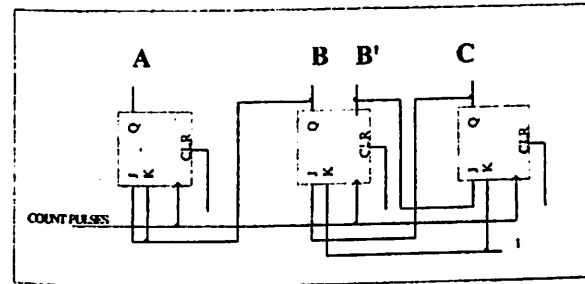 A B B' C
Q Q Q
CLR CLR CLR
J K J K J K
COUNT PULSES
1